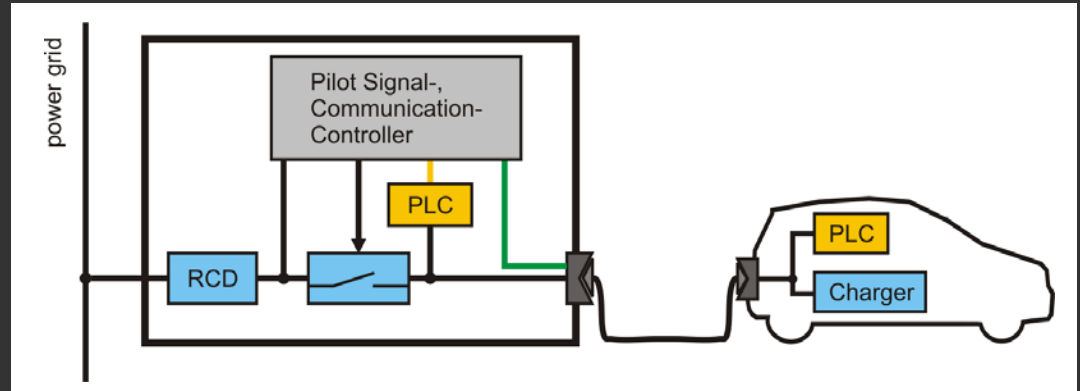 power grid
Pilot Signal-,
Communication-
Controller
PLC
RCD
PLC
Charger